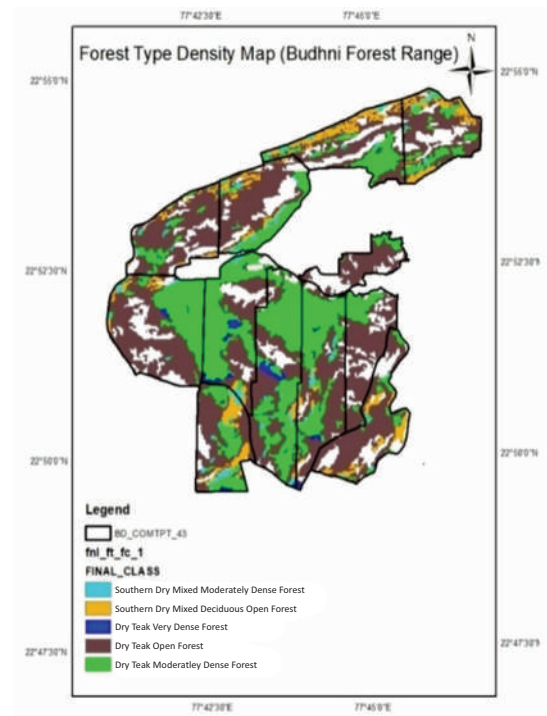 77°42'30"E 77°45'0"E
Forest Type Density Map (Budhni Forest Range)
N
22°55'0"N 22°55'0"N
22°52'30"N 22°52'30"N
22°50'0"N 22°50'0"N
Legend
BD_COMTPT_43
fnl_ft_fc_1
FINAL_CLASS
Southern Dry Mixed Moderately Dense Forest
Southern Dry Mixed Deciduous Open Forest
Dry Teak Very Dense Forest
Dry Teak Open Forest
Dry Teak Moderatley Dense Forest
22°47'30"N 22°47'30"N
77°42'30"E 77°45'0"E